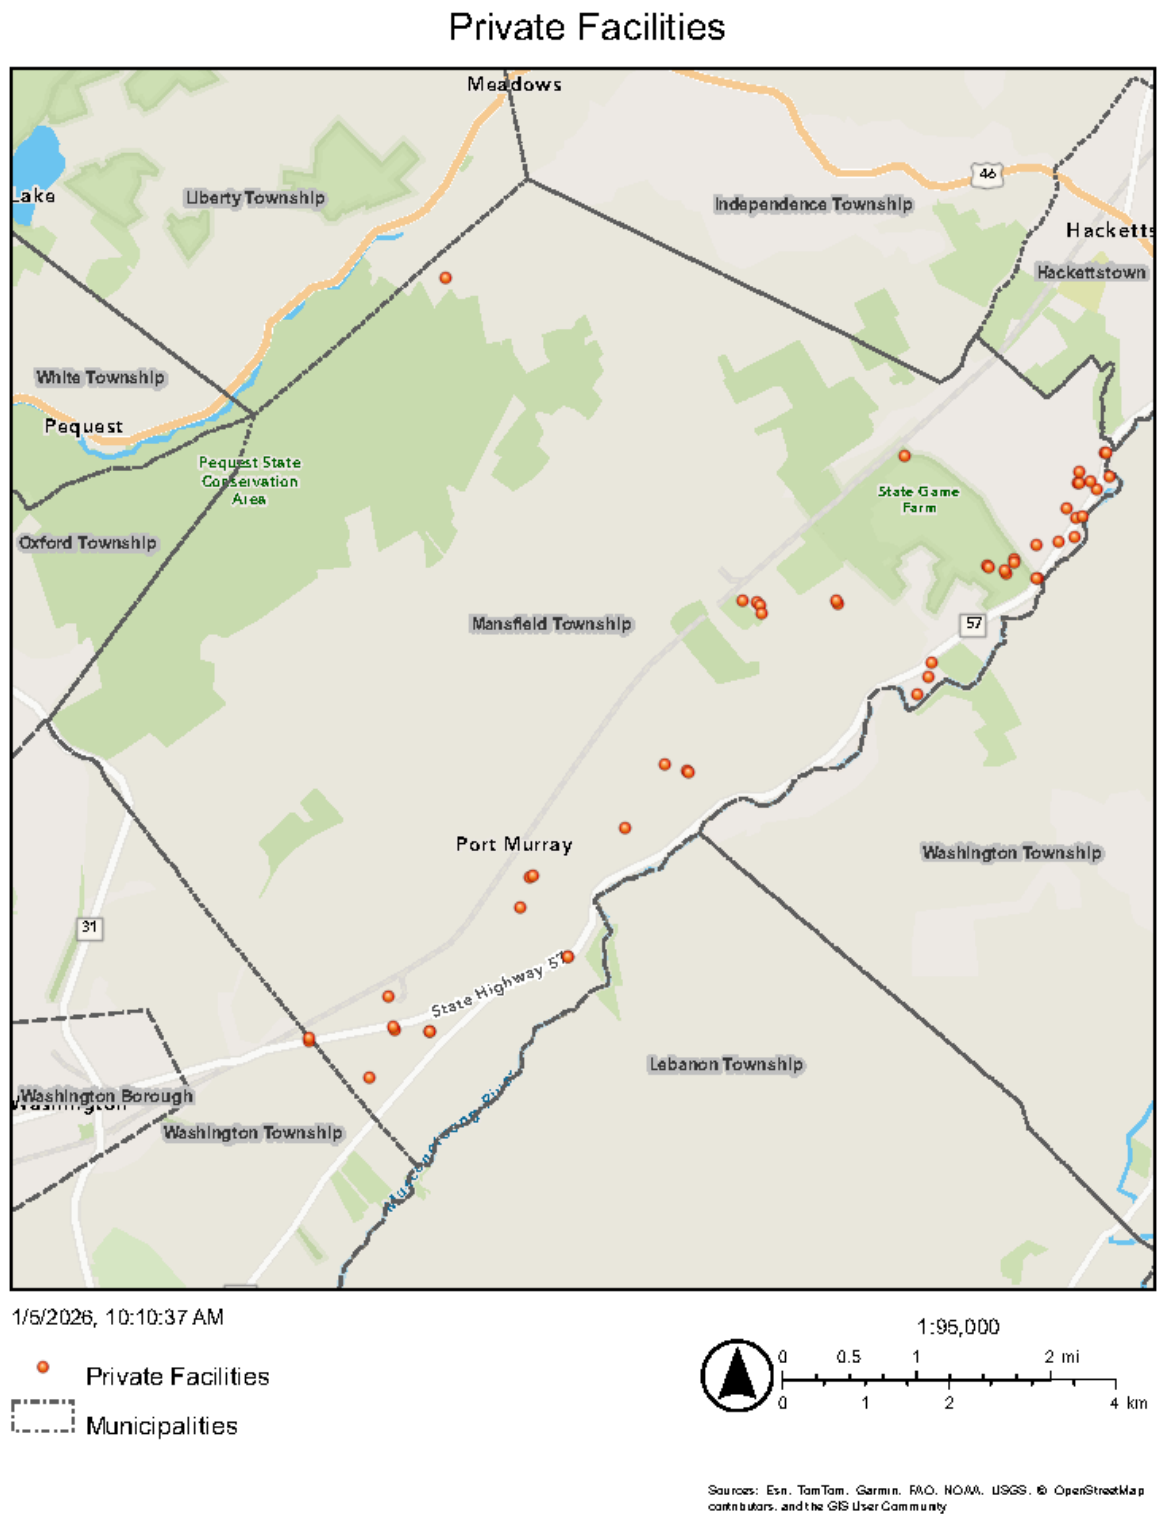 Private Facilities
Meadows
46
Lake
Liberty Township
Independence Township
Hacketts
Hackettstown
White Township
Pequest
Pequest State
Conservation
Area
State Game
Farm
Oxford Township
Mansfield Township
57
Port Murray
Washington Township
31
State Highway 57
Lebanon Township
Washington Borough
Washington
Washington Township
Musconetcong River
1/5/2026, 10:10:37 AM
1:95,000
0 0.5 1 2 mi
0 1 2 4 km
Private Facilities
Municipalities
Sources: Esri, TomTom, Garmin, FAO, NOAA, USGS, © OpenStreetMap
contributors, and the GIS User Community